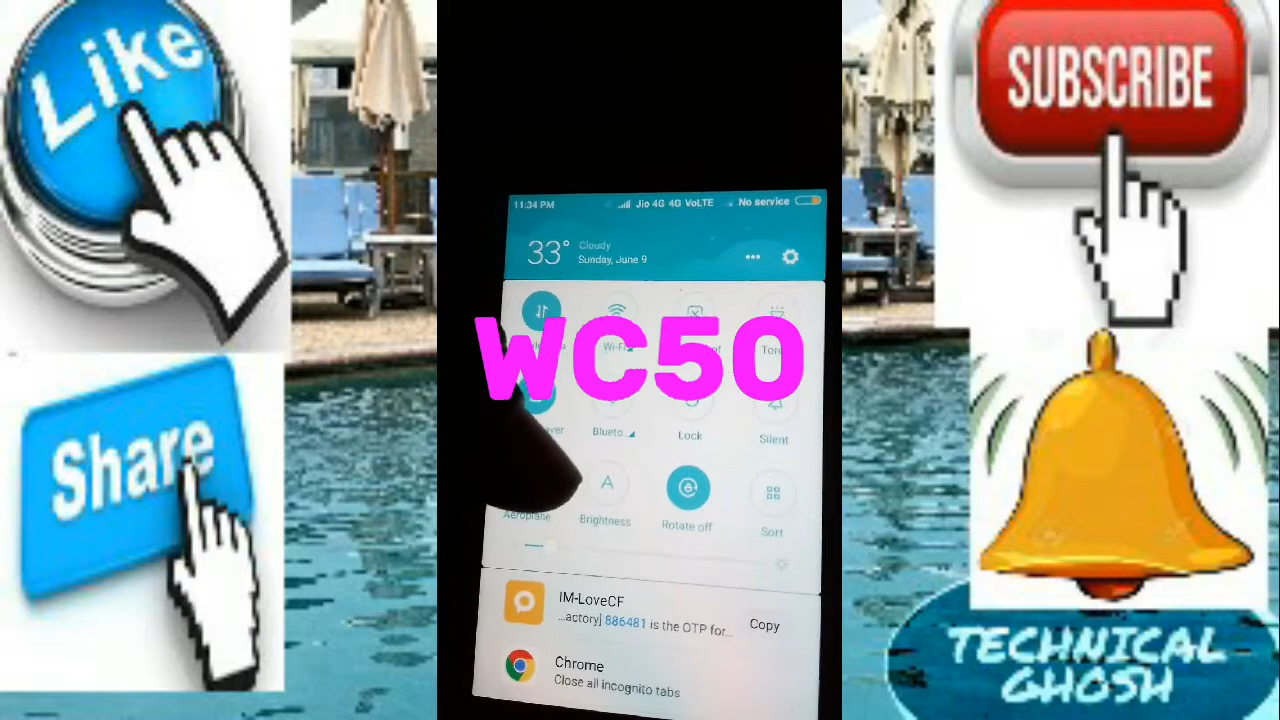 Like
SUBSCRIBE
11:34 PM
Jio 4G 4G VoLTE
No service
33°
Cloudy
Sunday, June 9
Wi-Fi
WC50
Blueto...
Lock
Silent
Aeroplane
Brightness
Rotate off
Sort
Share
IM-LoveCF
...actory] 886481 is the OTP for...
Copy
Chrome
Close all incognito tabs
TECHNICAL
GHOSH